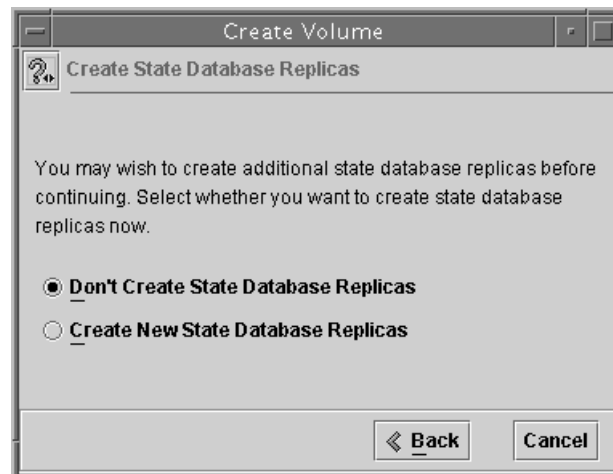 Create Volume
Create State Database Replicas
You may wish to create additional state database replicas before
continuing. Select whether you want to create state database
replicas now.
Don't Create State Database Replicas
Create New State Database Replicas
Back
Cancel